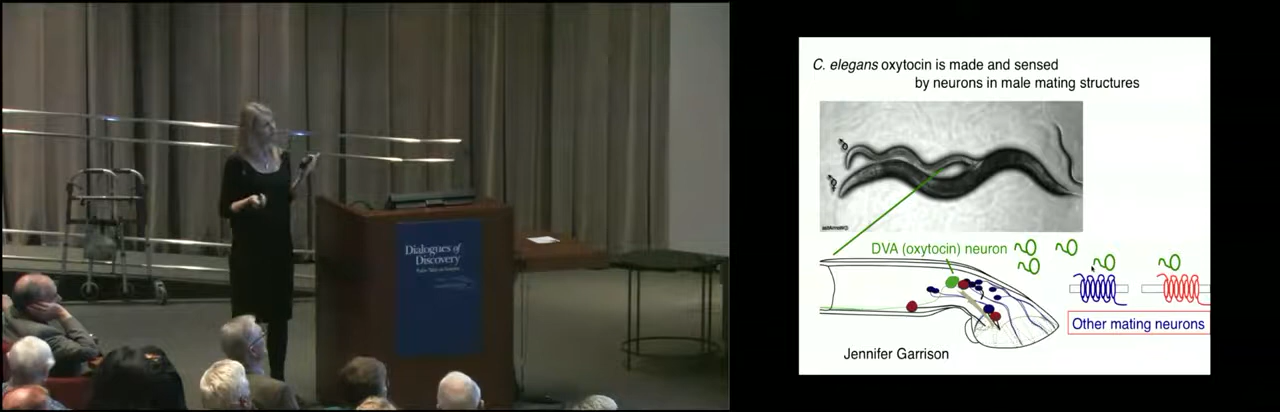 Dialogues of
Discovery
C. elegans oxytocin is made and sensed
by neurons in male mating structures
DVA (oxytocin) neuron
Other mating neurons
Jennifer Garrison